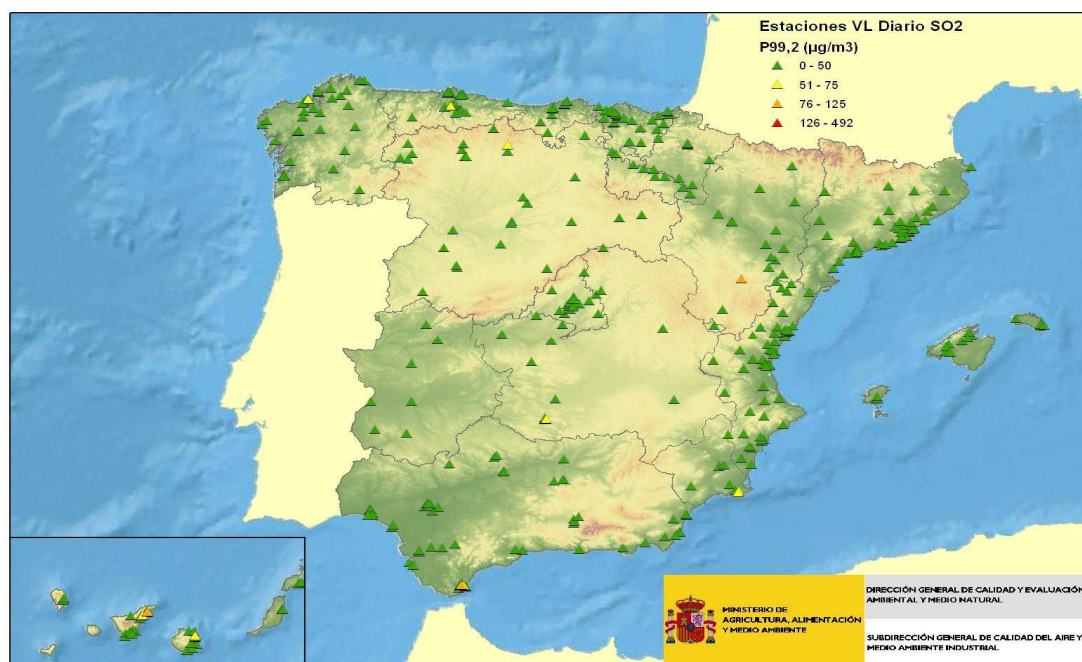 Estaciones VL Diario SO2
P99,2 (µg/m3)
0 - 50
51 - 75
76 - 125
126 - 492
MINISTERIO DE
AGRICULTURA, ALIMENTACIÓN
Y MEDIO AMBIENTE
DIRECCIÓN GENERAL DE CALIDAD Y EVALUACIÓN
AMBIENTAL Y MEDIO NATURAL
SUBDIRECCIÓN GENERAL DE CALIDAD DEL AIRE Y
MEDIO AMBIENTE INDUSTRIAL